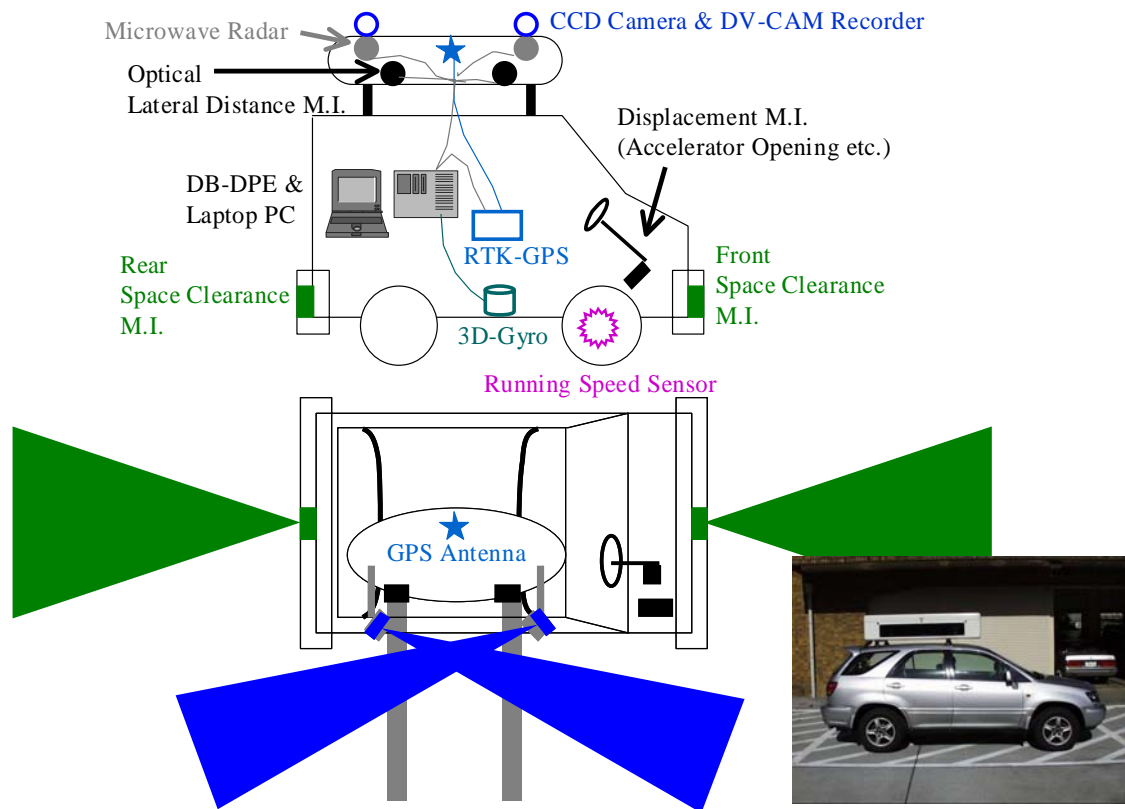 CCD Camera & DV-CAM Recorder
Microwave Radar
Optical
Lateral Distance M.I.
Displacement M.I.
(Accelerator Opening etc.)
DB-DPE &
Laptop PC
RTK-GPS
Rear
Space Clearance
M.I.
Front
Space Clearance
M.I.
3D-Gyro
Running Speed Sensor
GPS Antenna